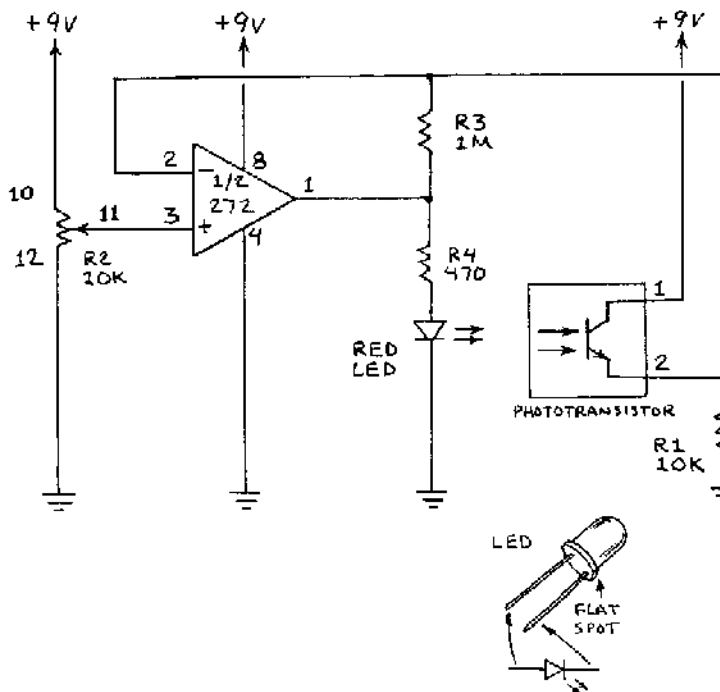 +9V
+9V
+9V
R3
1M
2
8
1/2
1
272
10
11
3
4
12
R2
10K
R4
470
RED
LED
1
2
PHOTOTRANSISTOR
R1
10K
LED
FLAT
SPOT